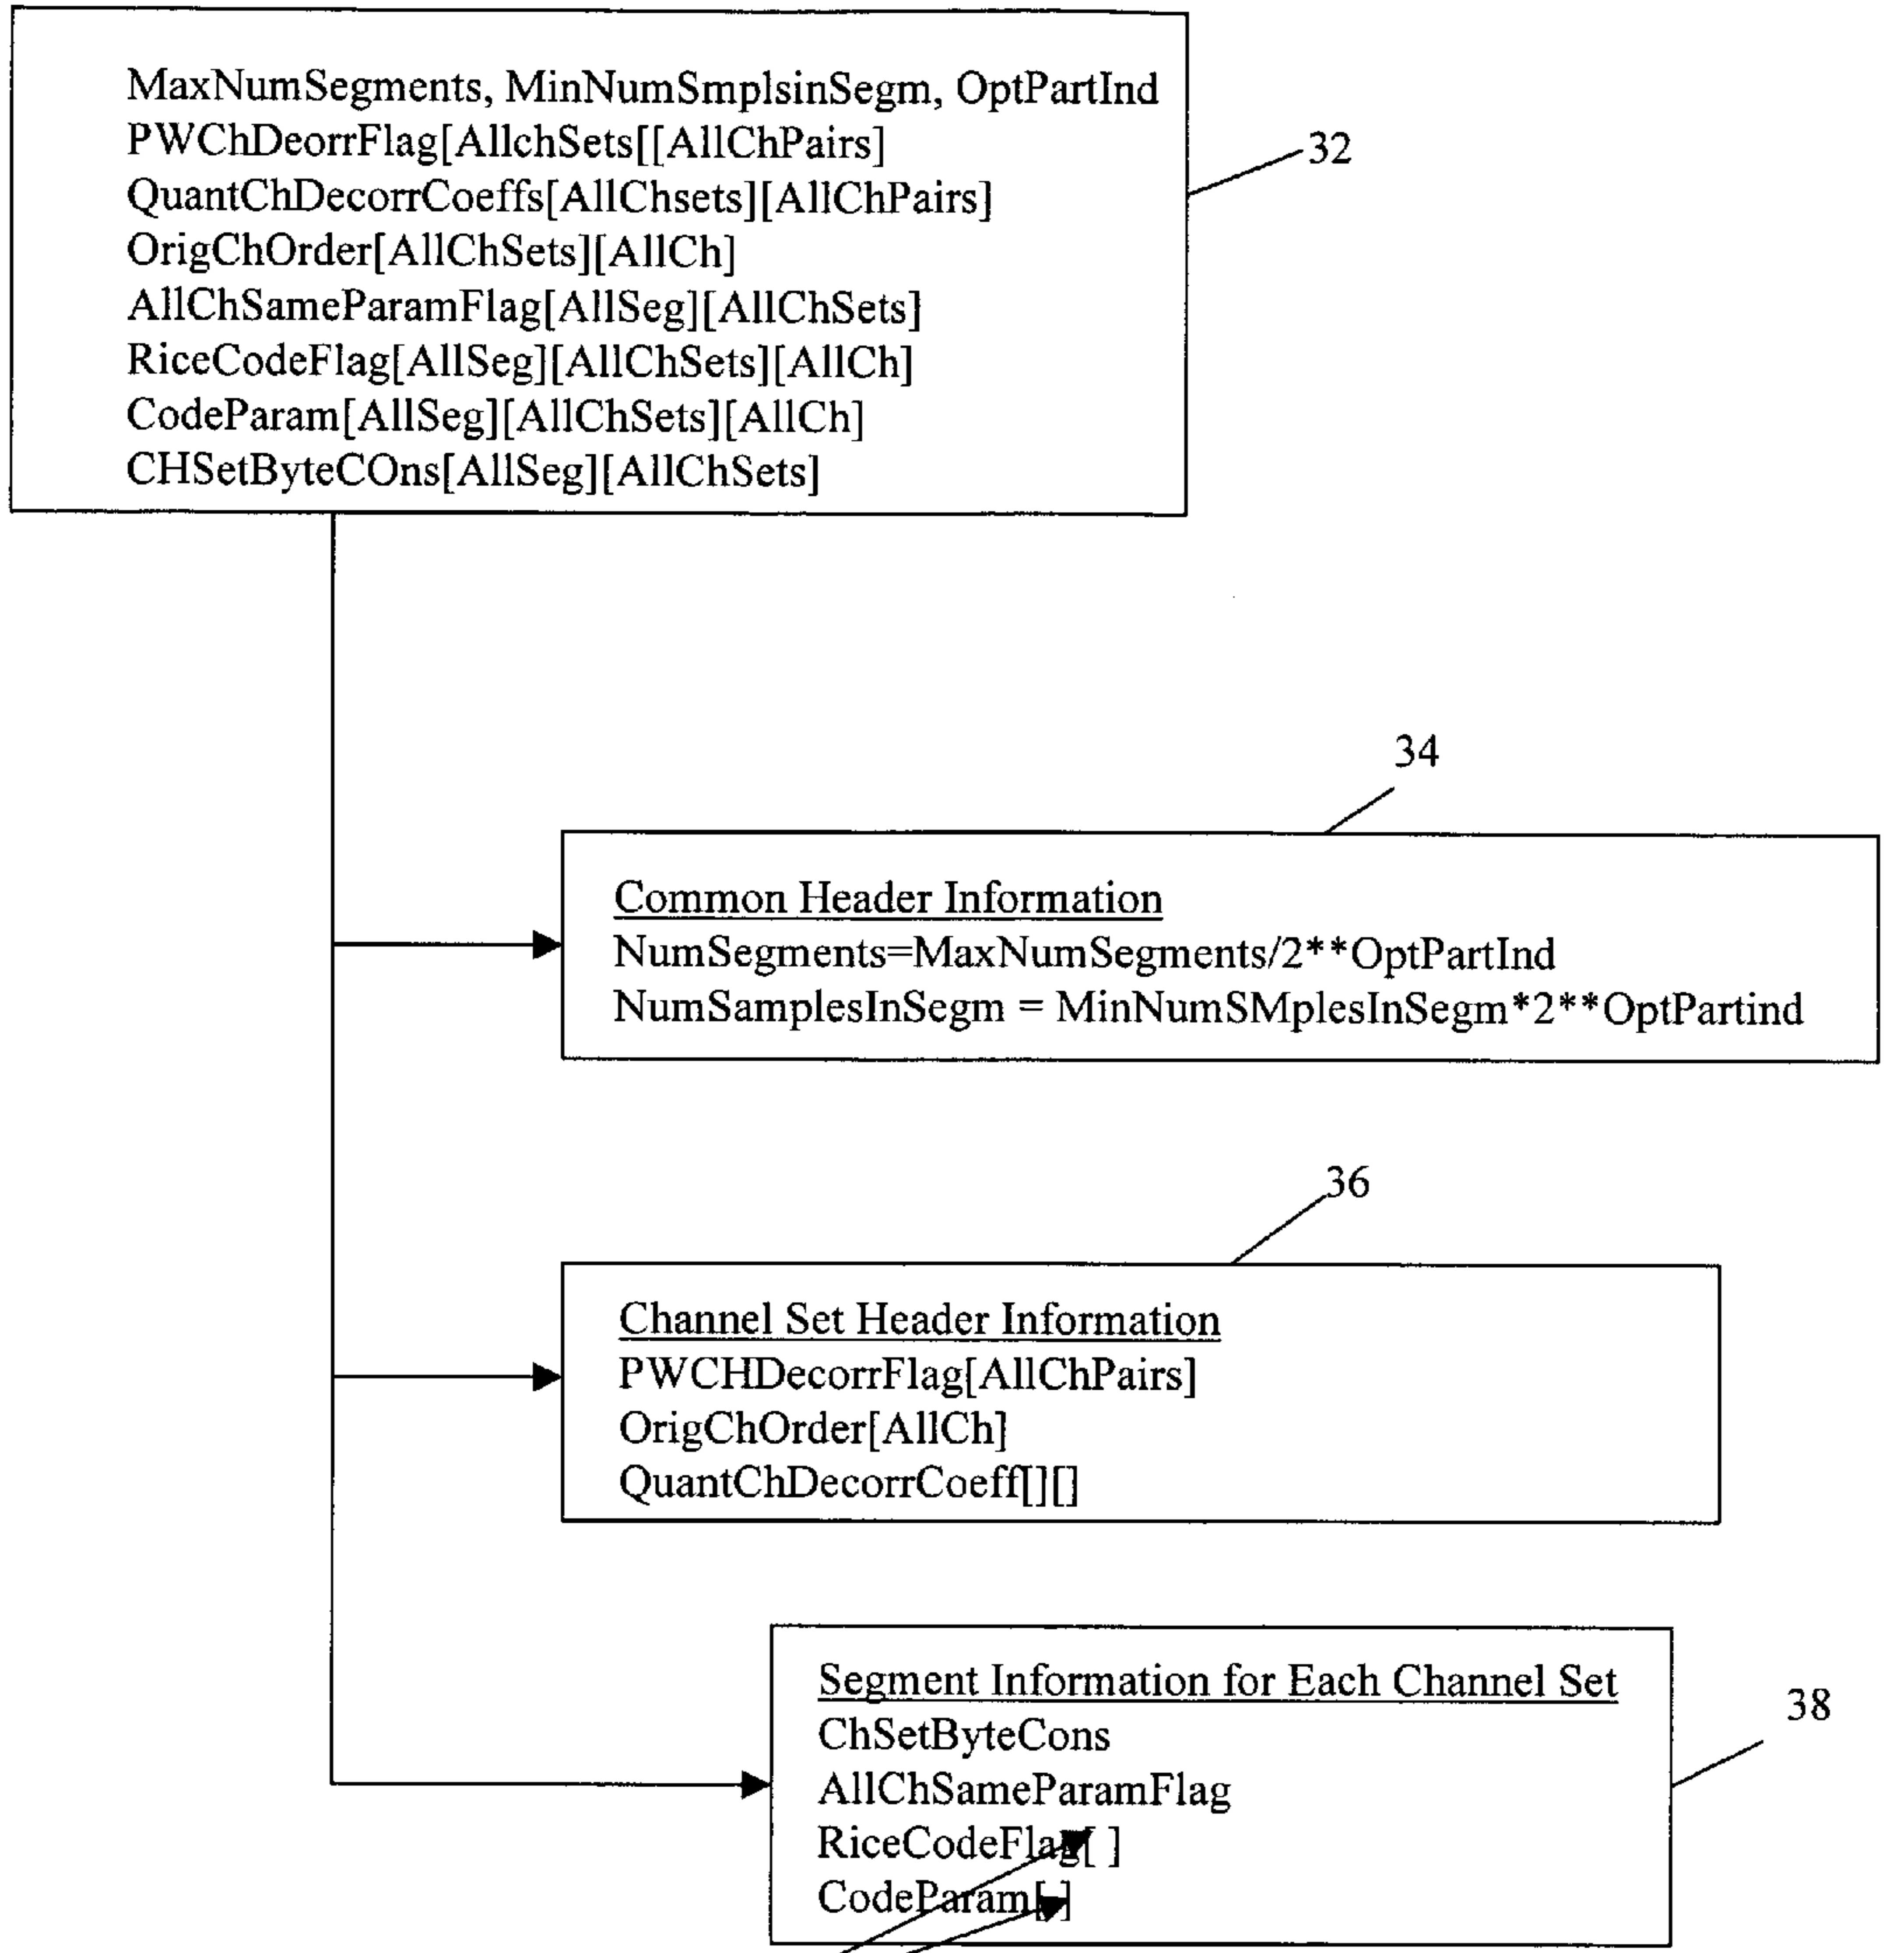 MaxNumSegments, MinNumSmplsinSegm, OptPartInd
PWChDeorrFlag[AllchSets[[AllChPairs]
QuantChDecorrCoeffs[AllChsets][AllChPairs]
OrigChOrder[AllChSets][AllCh]
AllChSameParamFlag[AllSeg][AllChSets]
RiceCodeFlag[AllSeg][AllChSets][AllCh]
CodeParam[AllSeg][AllChSets][AllCh]
CHSetByteCOns[AllSeg][AllChSets]
32
34
Common Header Information
NumSegments=MaxNumSegments/2**OptPartInd
NumSamplesInSegm = MinNumSMplesInSegm*2**OptPartind
36
Channel Set Header Information
PWCHDecorrFlag[AllChPairs]
OrigChOrder[AllCh]
QuantChDecorrCoeff[][]
Segment Information for Each Channel Set
38
ChSetByteCons
AllChSameParamFlag
RiceCodeFlag[ ]
CodeParam[ ]